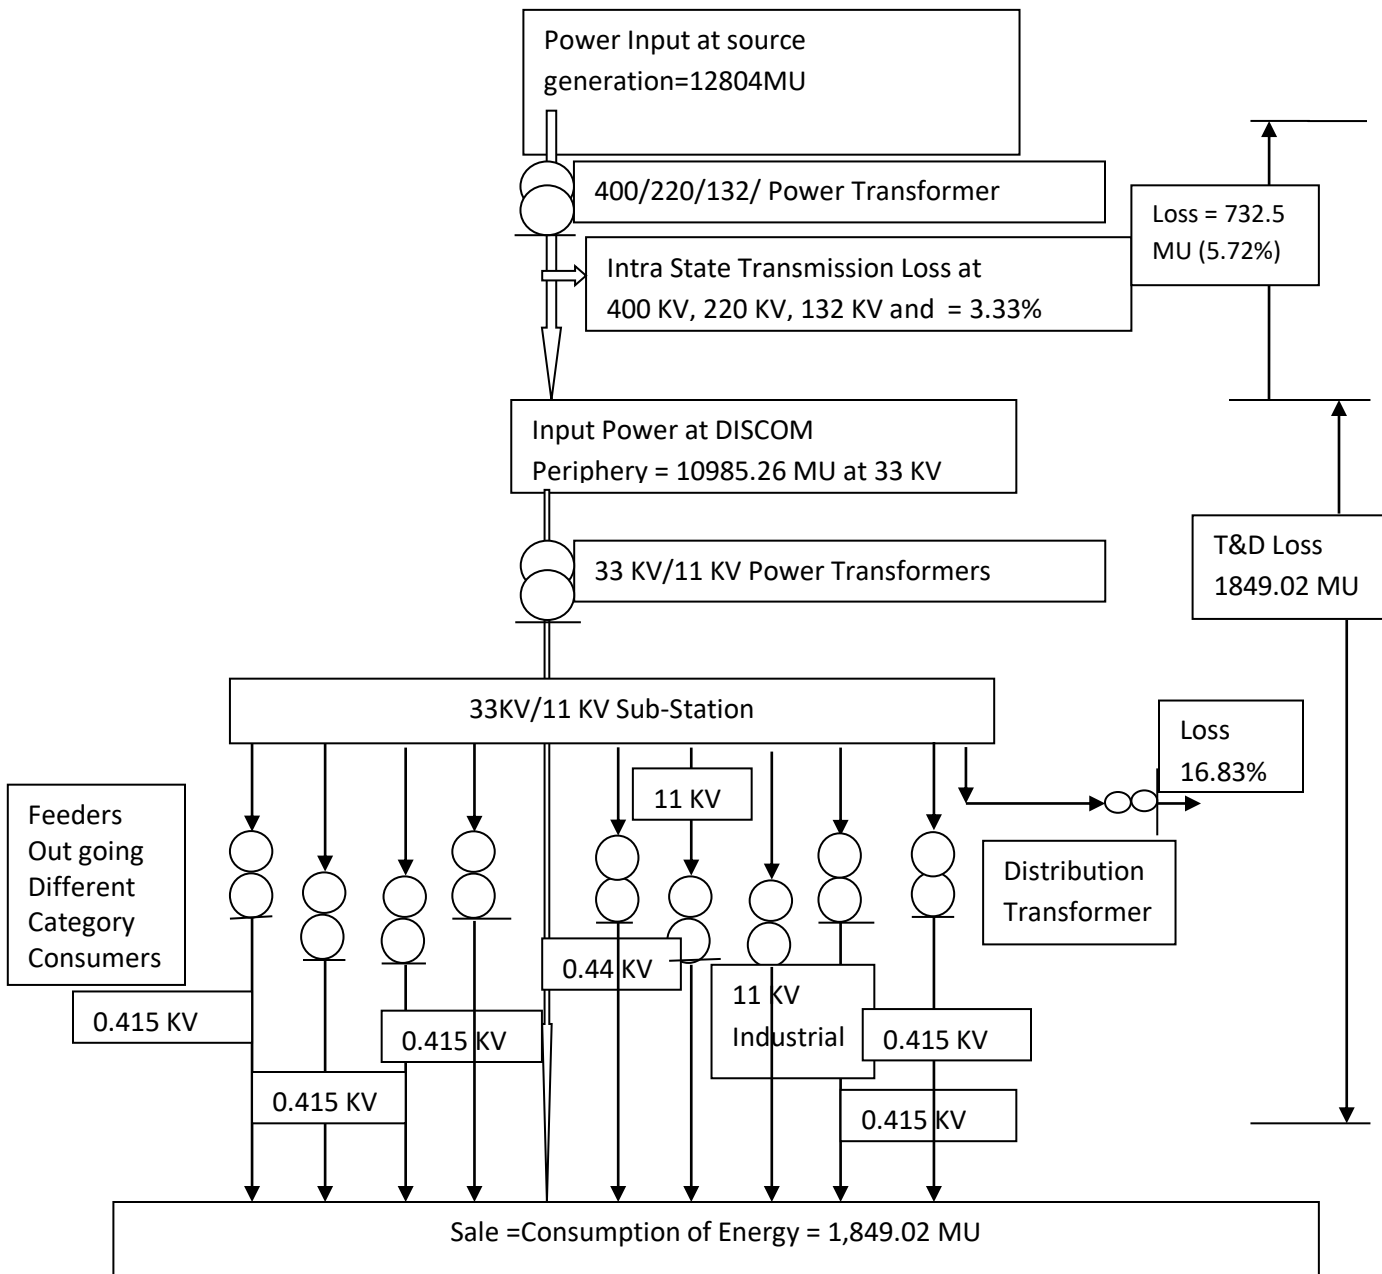 Power Input at source
generation=12804MU
400/220/132/ Power Transformer
Loss = 732.5
MU (5.72%)
Intra State Transmission Loss at
400 KV, 220 KV, 132 KV and  = 3.33%
Input Power at DISCOM
Periphery = 10985.26 MU at 33 KV
T&D Loss
1849.02 MU
33 KV/11 KV Power Transformers
33KV/11 KV Sub-Station
Loss
16.83%
11 KV
Feeders
Out going
Different
Category
Consumers
Distribution
Transformer
0.44 KV
11 KV
Industrial
0.415 KV
0.415 KV
0.415 KV
0.415 KV
0.415 KV
Sale =Consumption of Energy = 1,849.02 MU